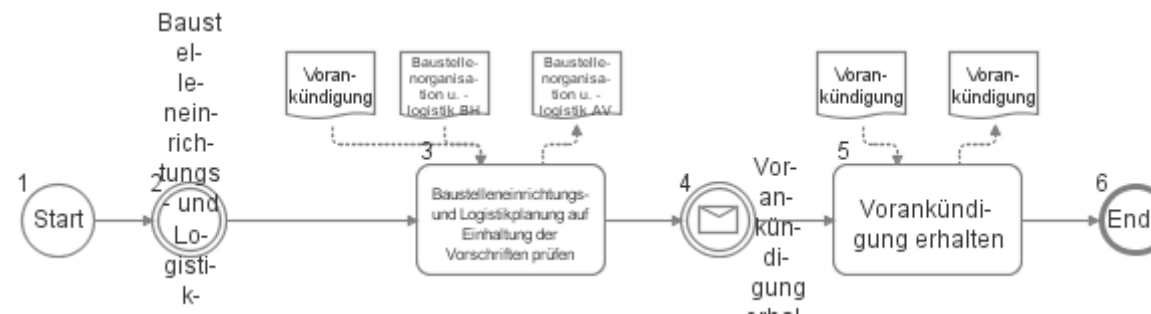 1
Start
2
Baust
el-
lenein-
rich-
tungs
- und
Lo-
gisti-
k-
Voran-
kündigung
Baustelle-
norganisa-
tion u. -
logistik BH
Baustelle-
norganisa-
tion u. -
logistik AV
3
Baustelleneinrichtungs-
und Logistikplanung auf
Einhaltung der
Vorschriften prüfen
4
Vor-
an-
kün-
di-
gung
erhal-
Voran-
kündigung
Voran-
kündigung
5
Vorankündi-
gung erhalten
6
End